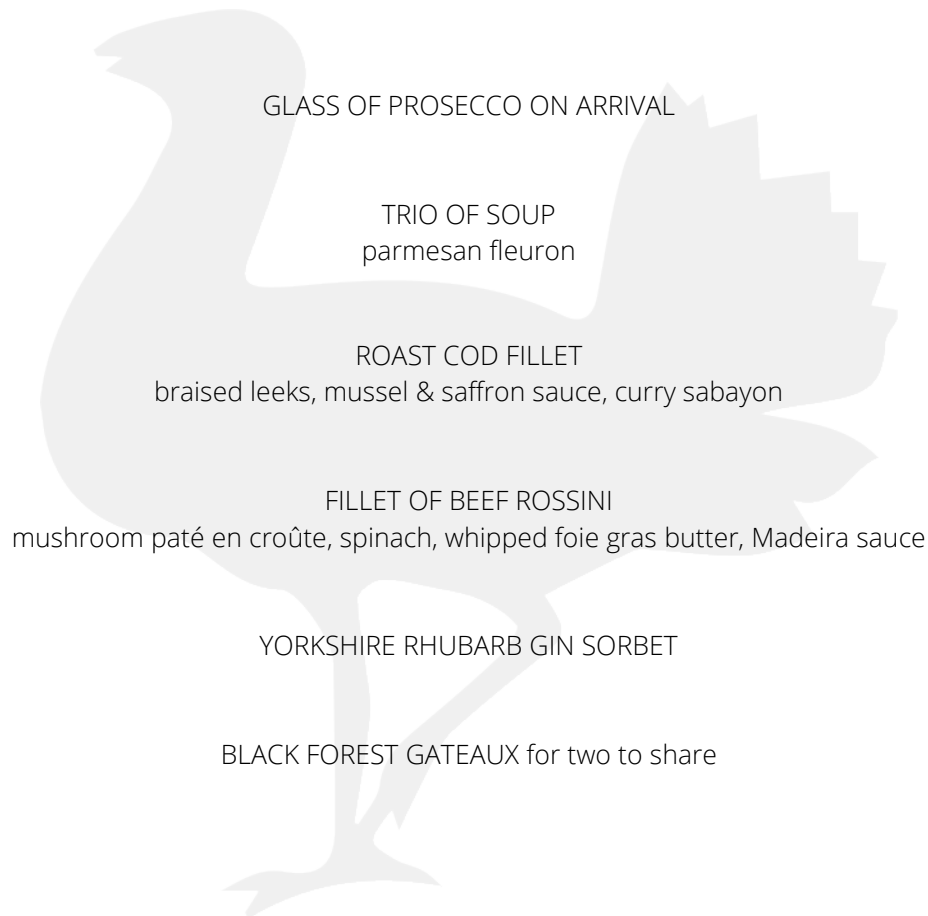 GLASS OF PROSECCO ON ARRIVAL
TRIO OF SOUP
parmesan fleuron
ROAST COD FILLET
braised leeks, mussel & saffron sauce, curry sabayon
FILLET OF BEEF ROSSINI
mushroom paté en croûte, spinach, whipped foie gras butter, Madeira sauce
YORKSHIRE RHUBARB GIN SORBET
BLACK FOREST GATEAUX for two to share